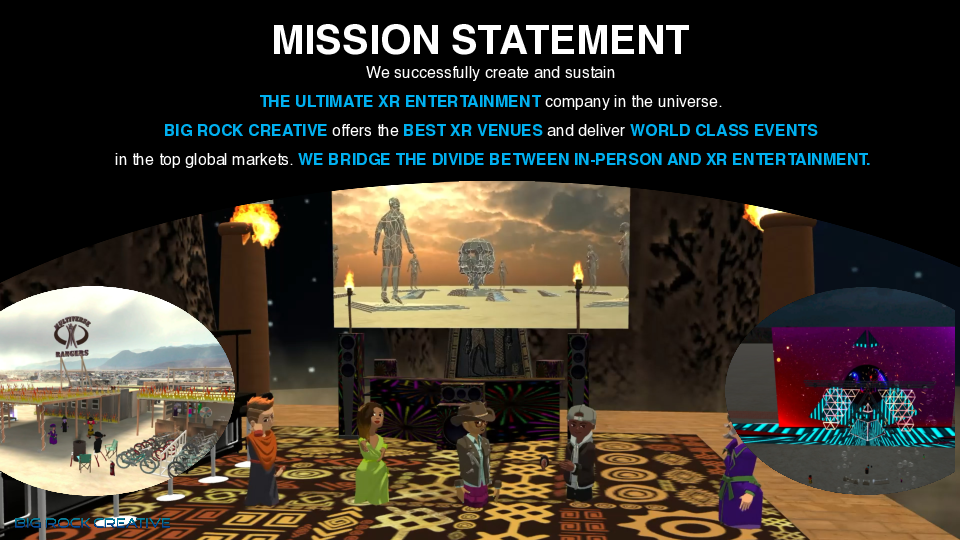 MISSION STATEMENT
We successfully create and sustain
THE ULTIMATE XR ENTERTAINMENT company in the universe.
BIG ROCK CREATIVE offers the BEST XR VENUES and deliver WORLD CLASS EVENTS
in the top global markets. WE BRIDGE THE DIVIDE BETWEEN IN-PERSON AND XR ENTERTAINMENT.
MULTIVERSE
RANGERS
BIG ROCK CREATIVE